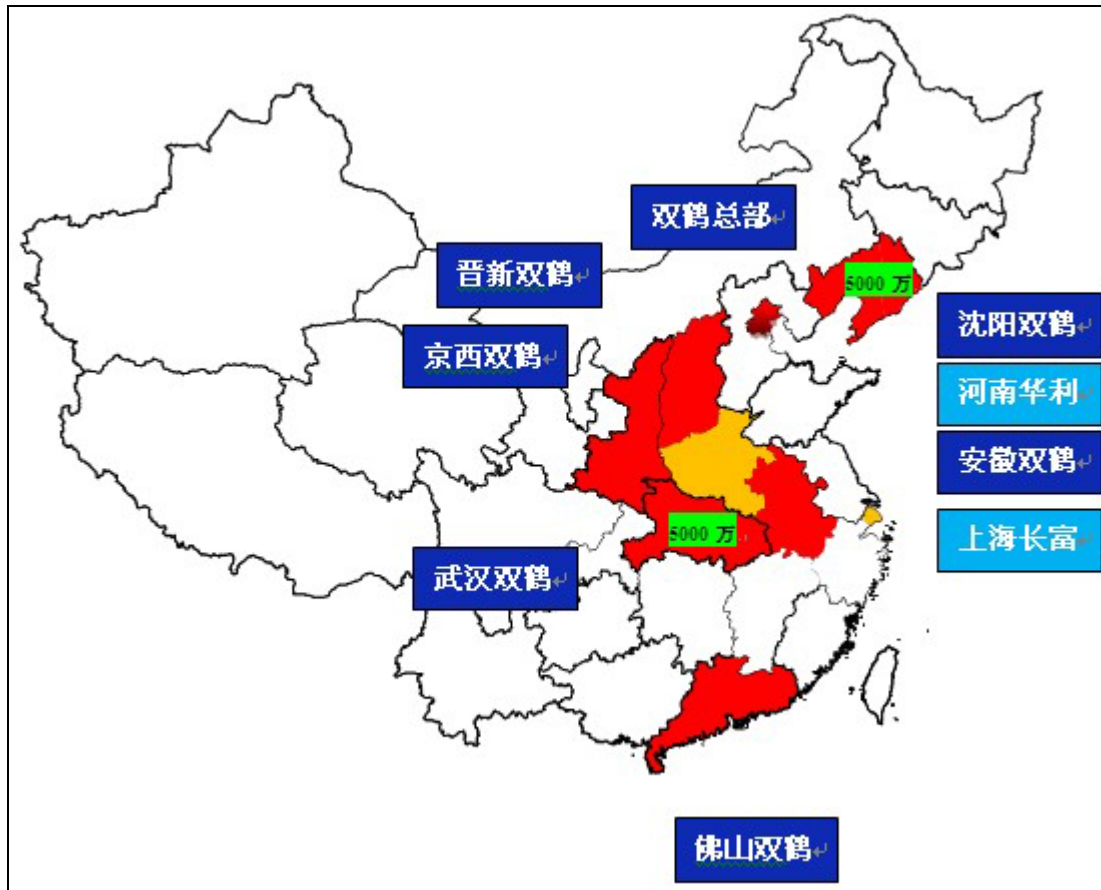 双鹤总部
晋新双鹤
5000 万
沈阳双鹤
京西双鹤
河南华利
安徽双鹤
5000 万
上海长富
武汉双鹤
佛山双鹤